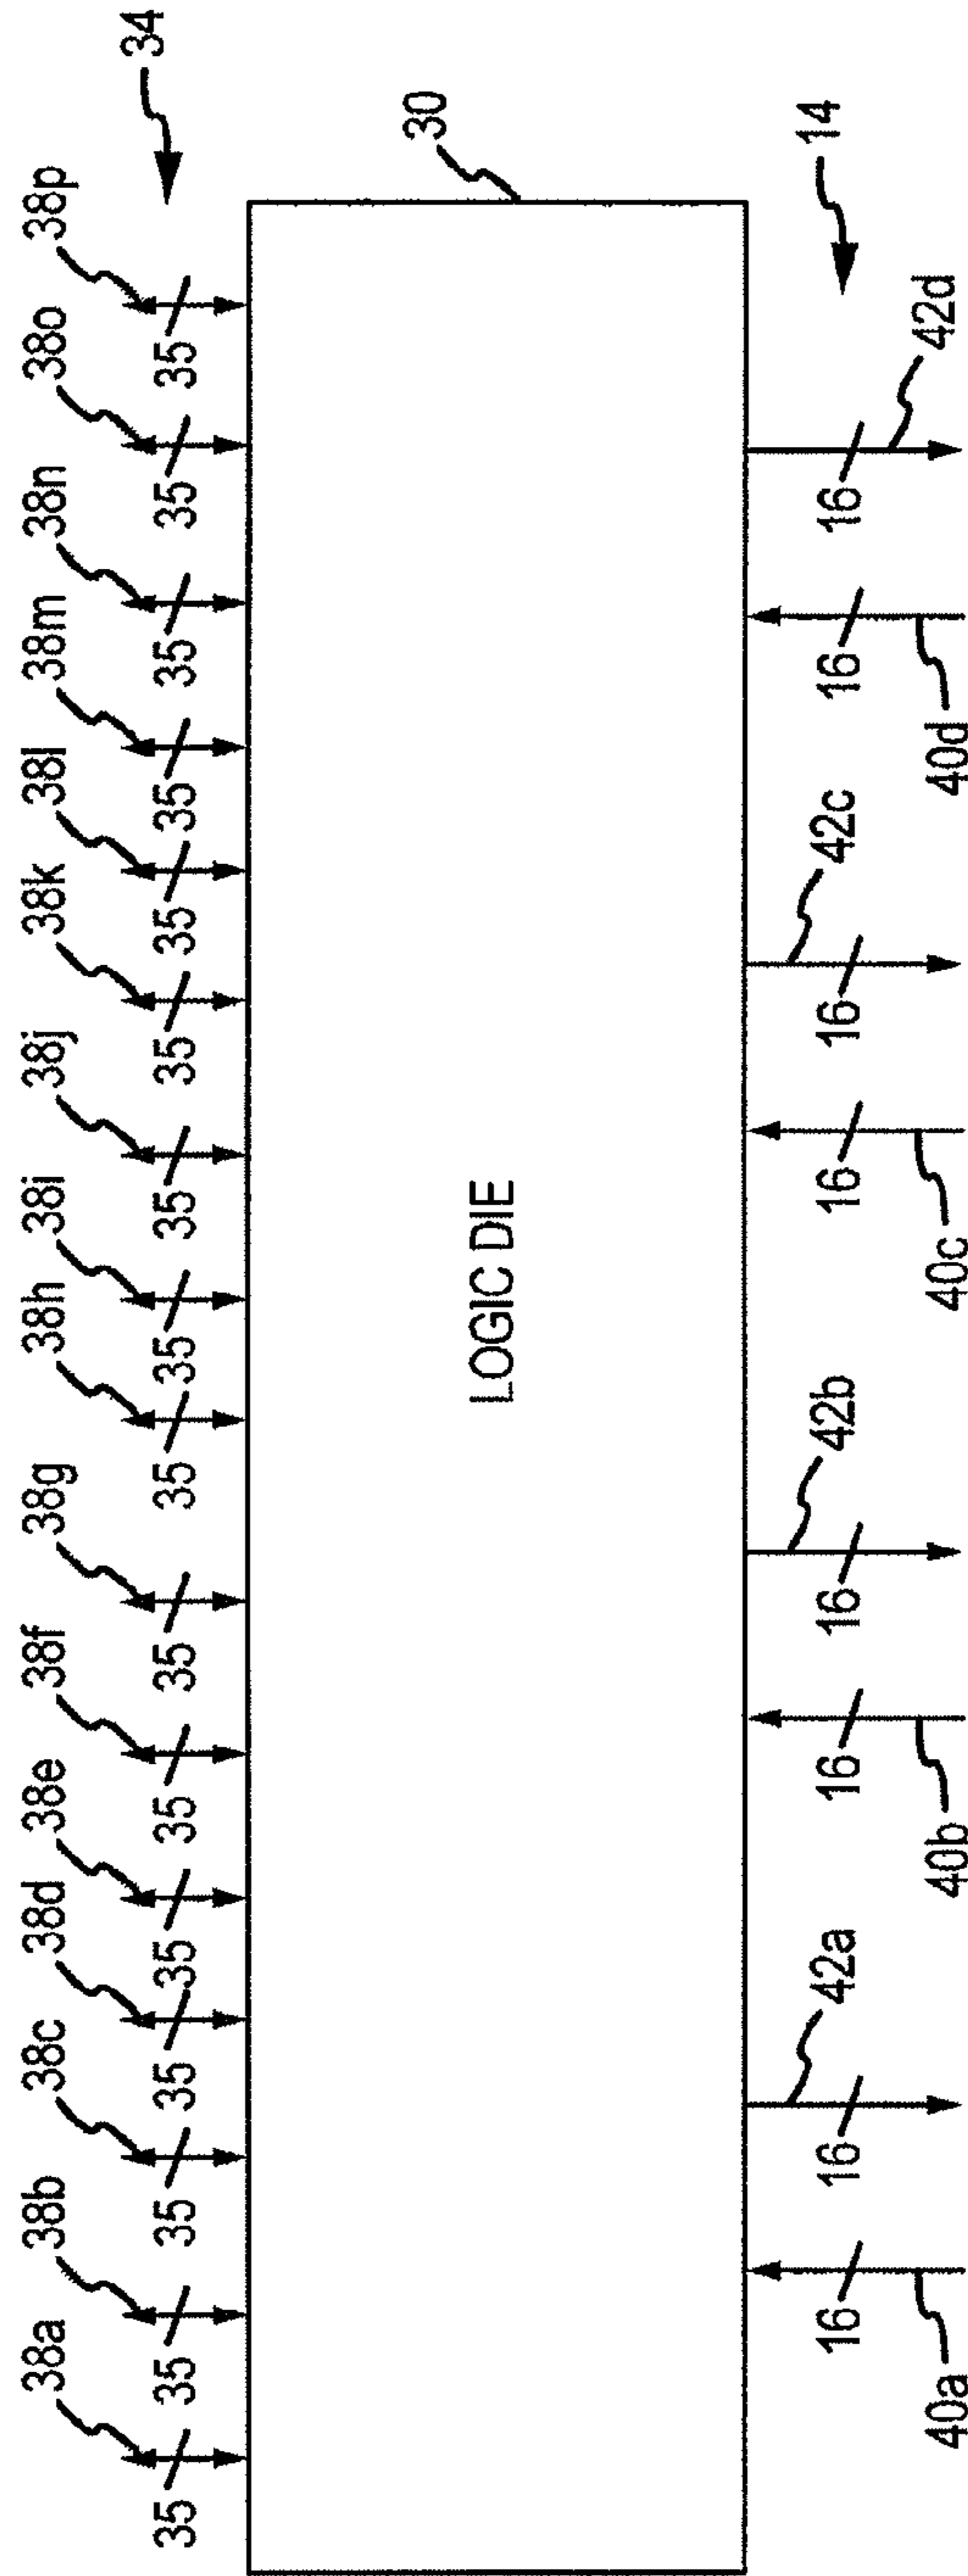 34
38a 38b 38c 38d 38e 38f 38g 38h 38i 38j 38k 38l 38m 38n 38o 38p
35 35 35 35 35 35 35 35 35 35 35 35 35 35 35 35
30
LOGIC DIE
14
16 16 16 16 16 16 16 16
42a 42b 42c 42d
40a 40b 40c 40d